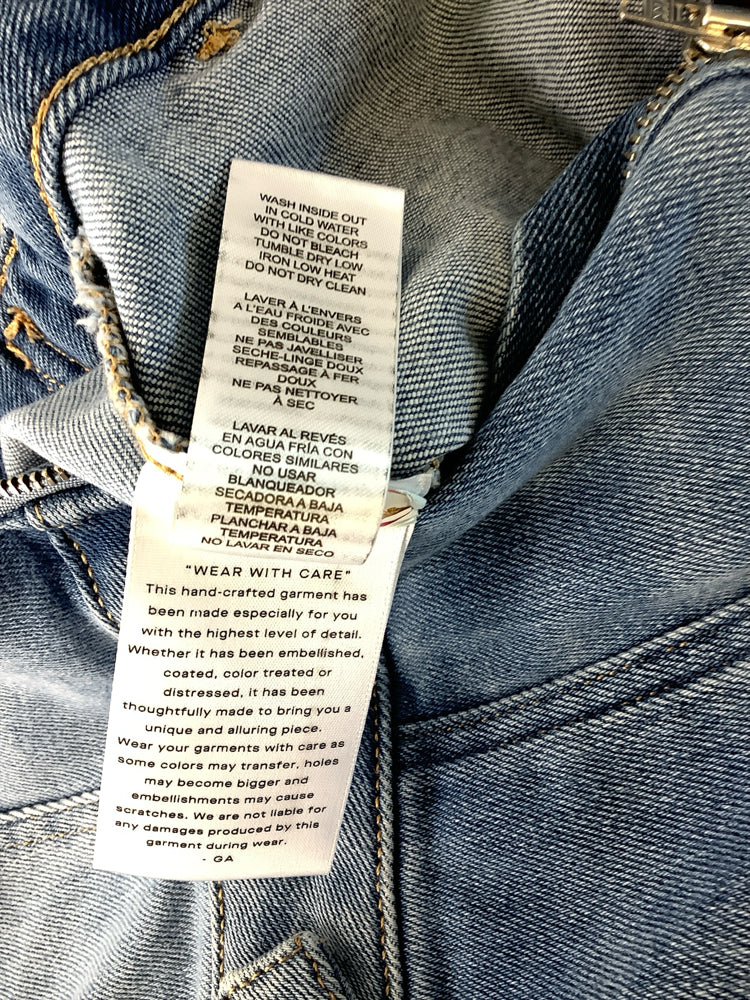 WASH INSIDE OUT
IN COLD WATER
WITH LIKE COLORS
DO NOT BLEACH
TUMBLE DRY LOW
IRON LOW HEAT
DO NOT DRY CLEAN
LAVER À L'ENVERS
A L'EAU FROIDE AVEC
DES COULEURS
SEMBLABLES
NE PAS JAVELLISER
SECHE-LINGE DOUX
REPASSAGE À FER
DOUX
NE PAS NETTOYER
À SEC
LAVAR AL REVÉS
EN AGUA FRÍA CON
COLORES SIMILARES
NO USAR
BLANQUEADOR
SECADORA A BAJA
TEMPERATURA
PLANCHAR A BAJA
TEMPERATURA
NO LAVAR EN SECO
"WEAR WITH CARE"
This hand-crafted garment has
been made especially for you
with the highest level of detail.
Whether it has been embellished,
coated, color treated or
distressed, it has been
thoughtfully made to bring you a
unique and alluring piece.
Wear your garments with care as
some colors may transfer, holes
may become bigger and
embellishments may cause
scratches. We are not liable for
any damages produced by this
garment during wear.
- GA